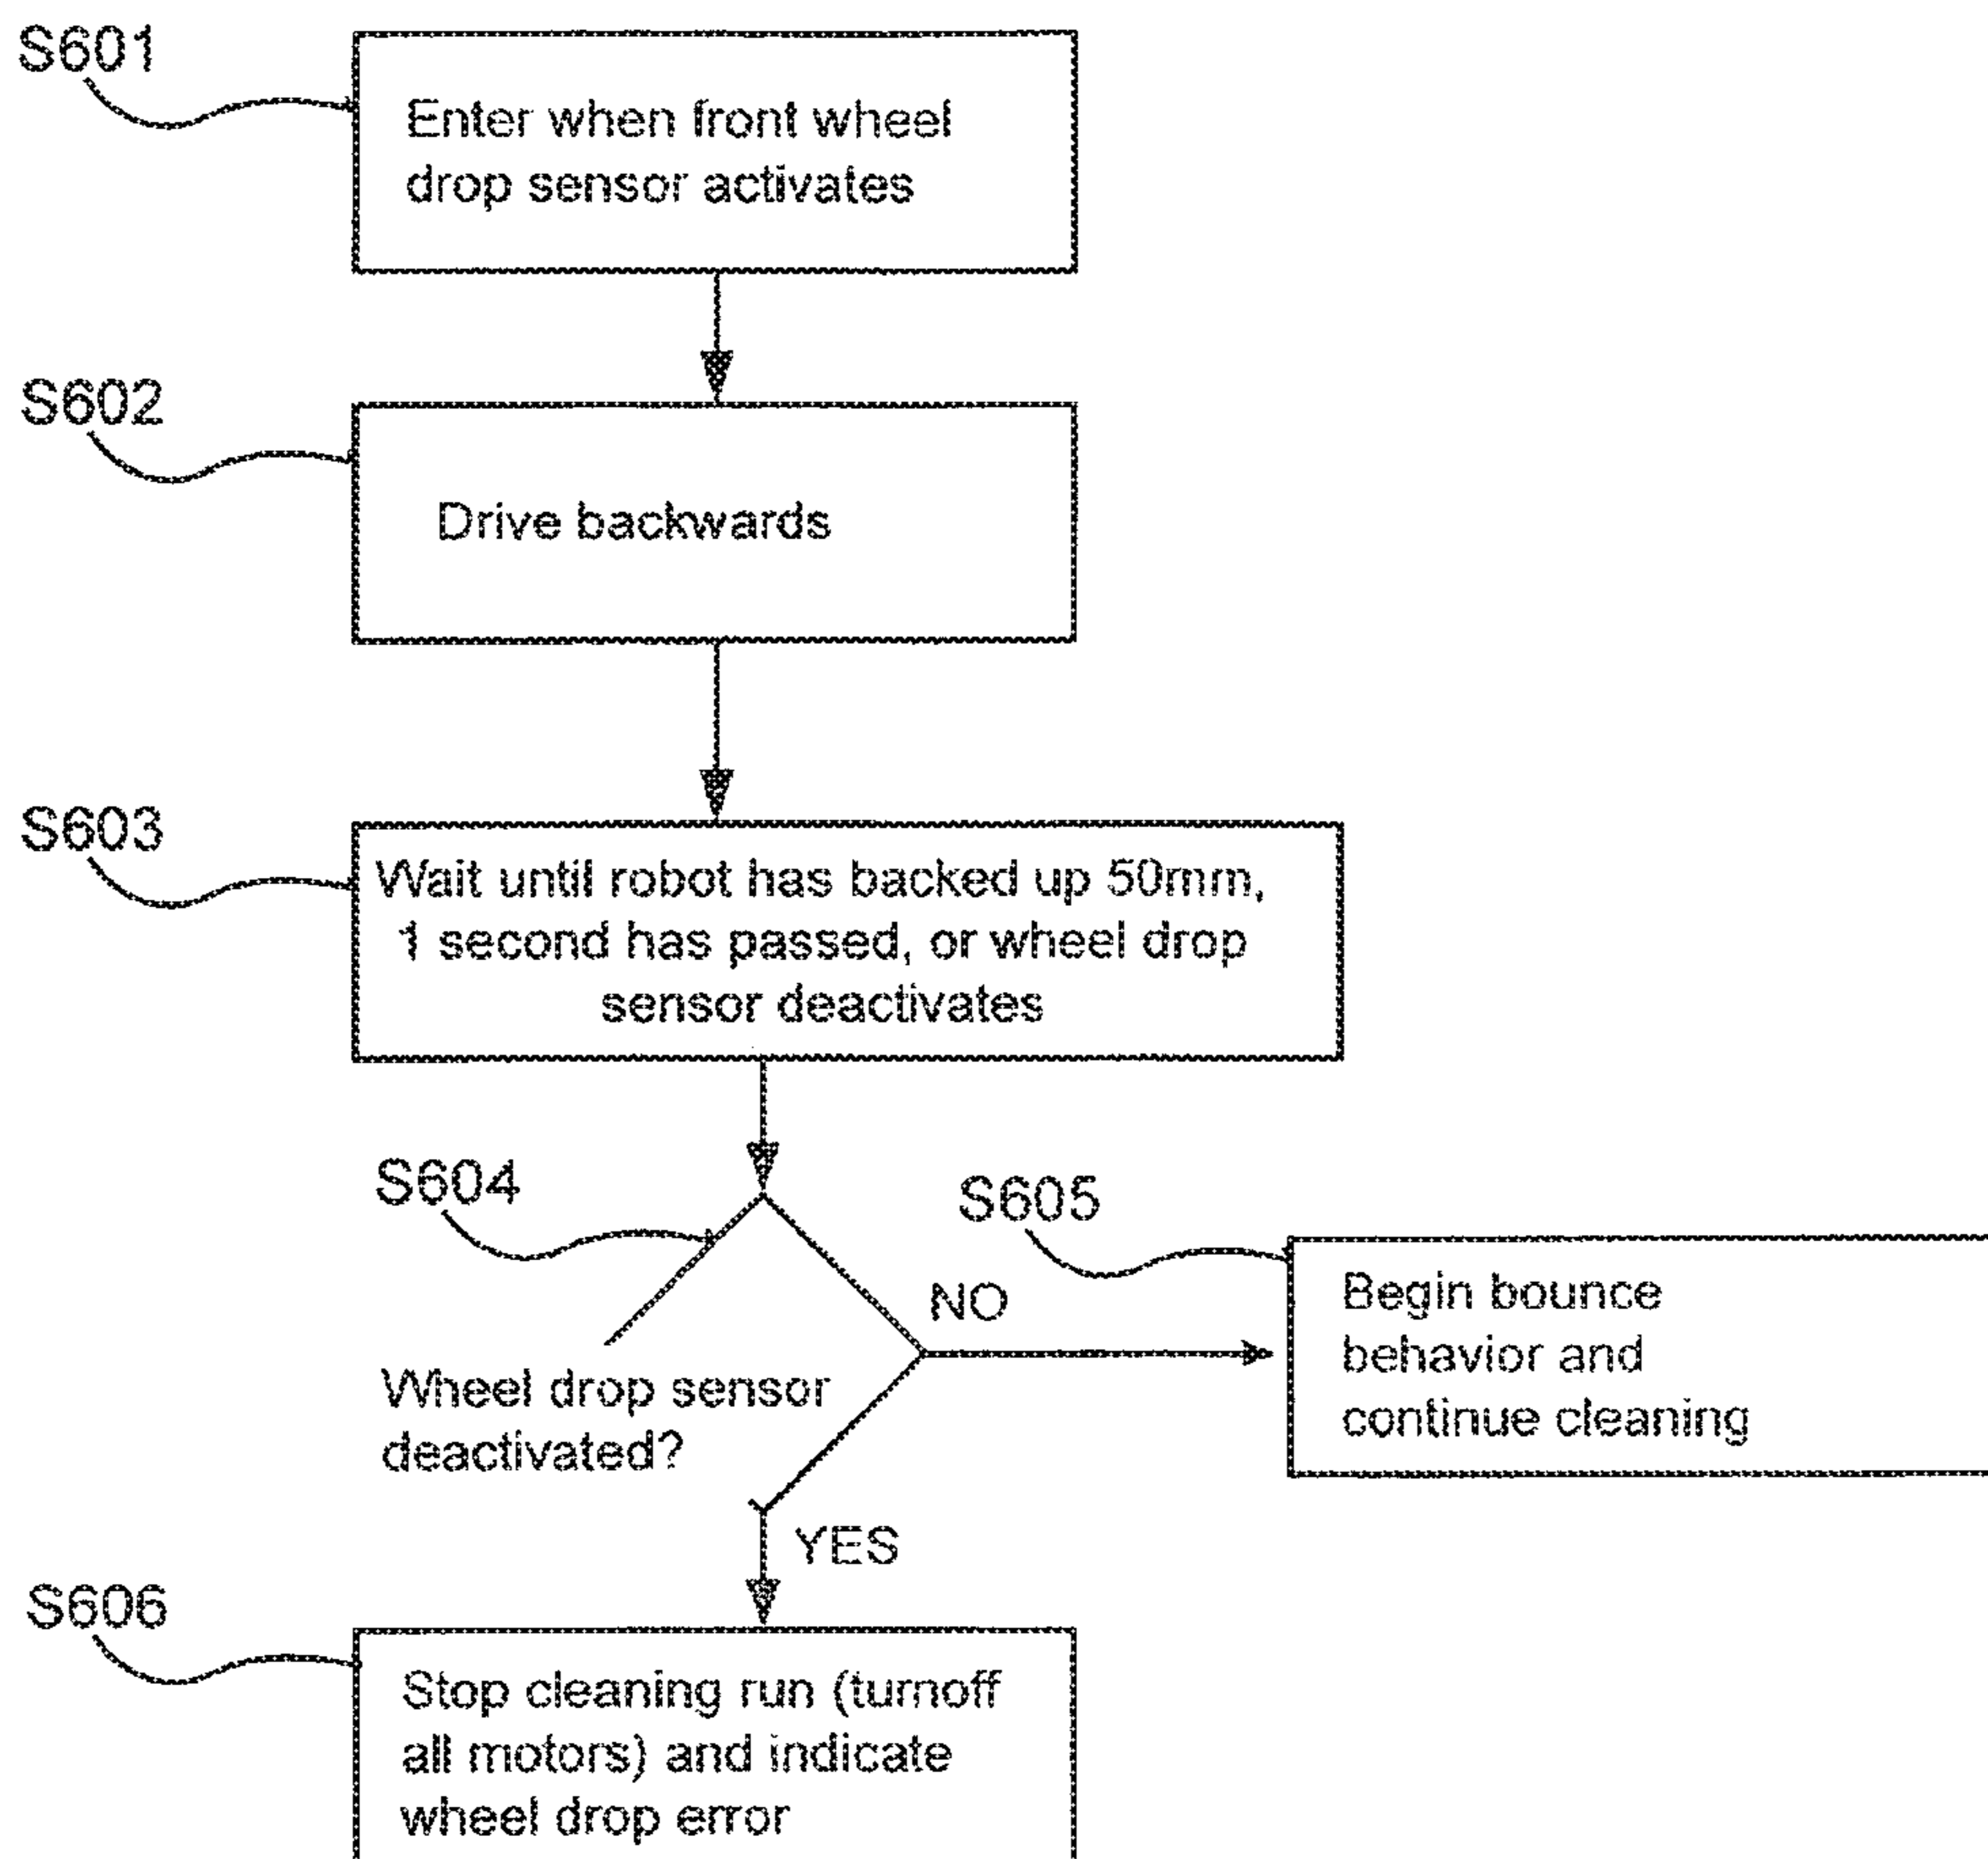 S601
Enter when front wheel
drop sensor activates
S602
Drive backwards
S603
Wait until robot has backed up 50mm,
1 second has passed, or wheel drop
sensor deactivates
S604
Wheel drop sensor
deactivated?
NO
S605
Begin bounce
behavior and
continue cleaning
YES
S606
Stop cleaning run (turnoff
all motors) and indicate
wheel drop error